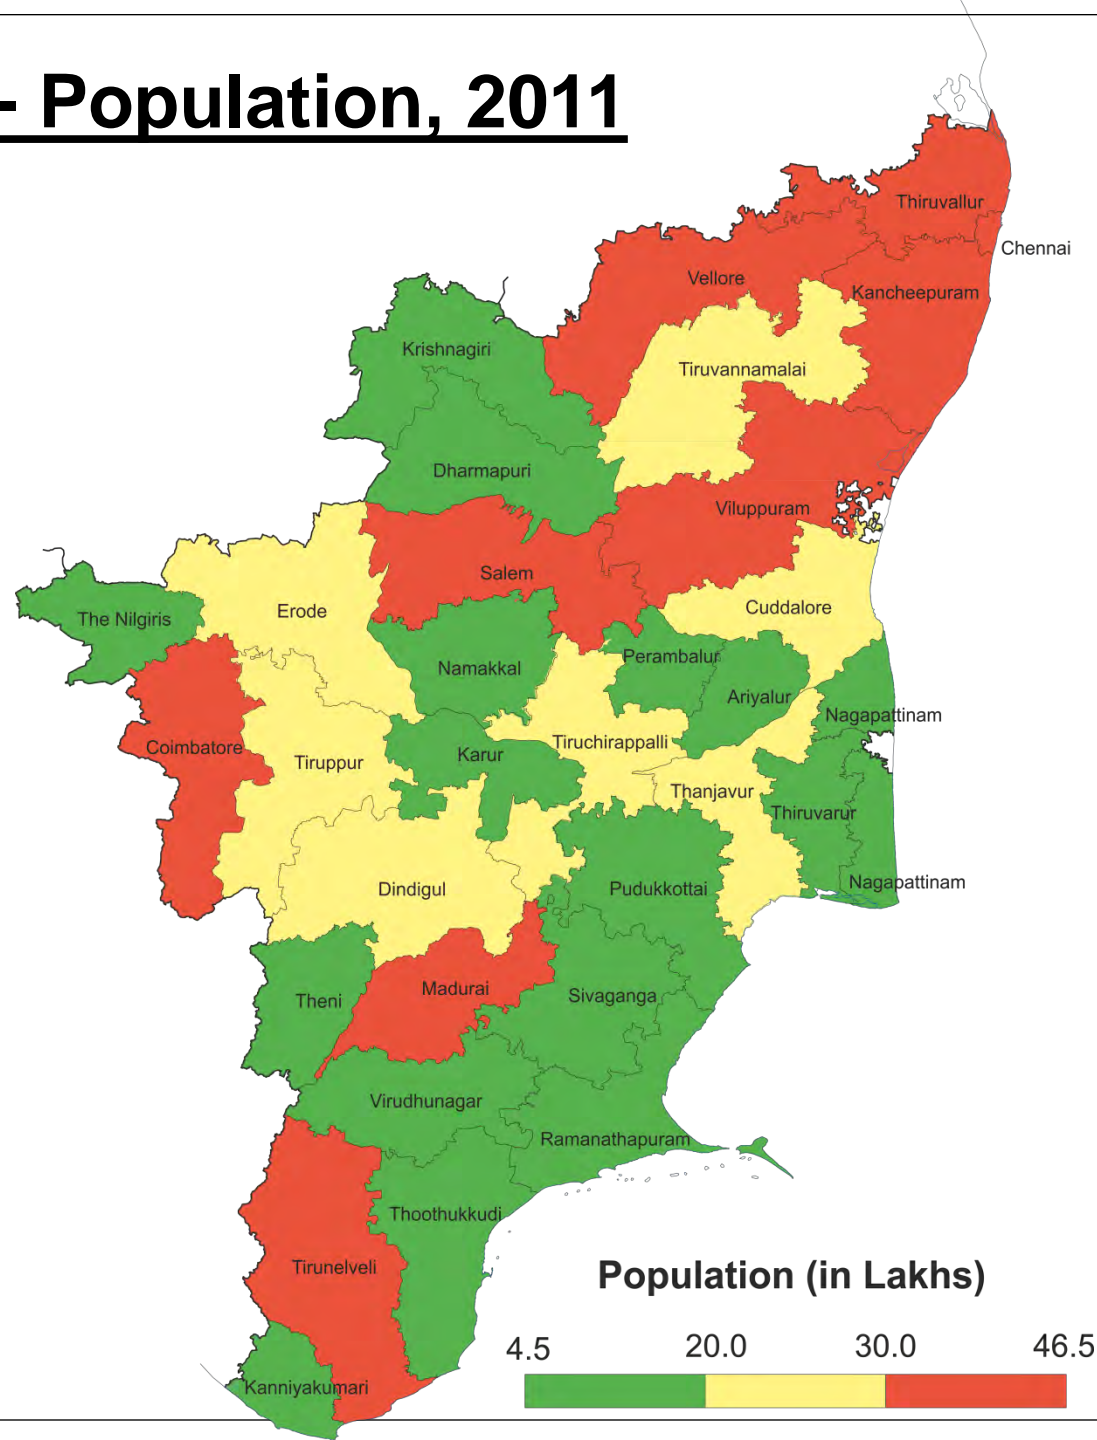 - Population, 2011
Thiruvallur
Chennai
Vellore
Kancheepuram
Krishnagiri
Tiruvannamalai
Dharmapuri
Viluppuram
Salem
Cuddalore
Erode
The Nilgiris
Perambalur
Namakkal
Ariyalur
Nagapattinam
Coimbatore
Tiruchirappalli
Karur
Tiruppur
Thanjavur
Thiruvarur
Nagapattinam
Dindigul
Pudukkottai
Madurai
Sivaganga
Theni
Virudhunagar
Ramanathapuram
Thoothukkudi
Tirunelveli
Kanniyakumari
Population (in Lakhs)
4.5 20.0 30.0 46.5